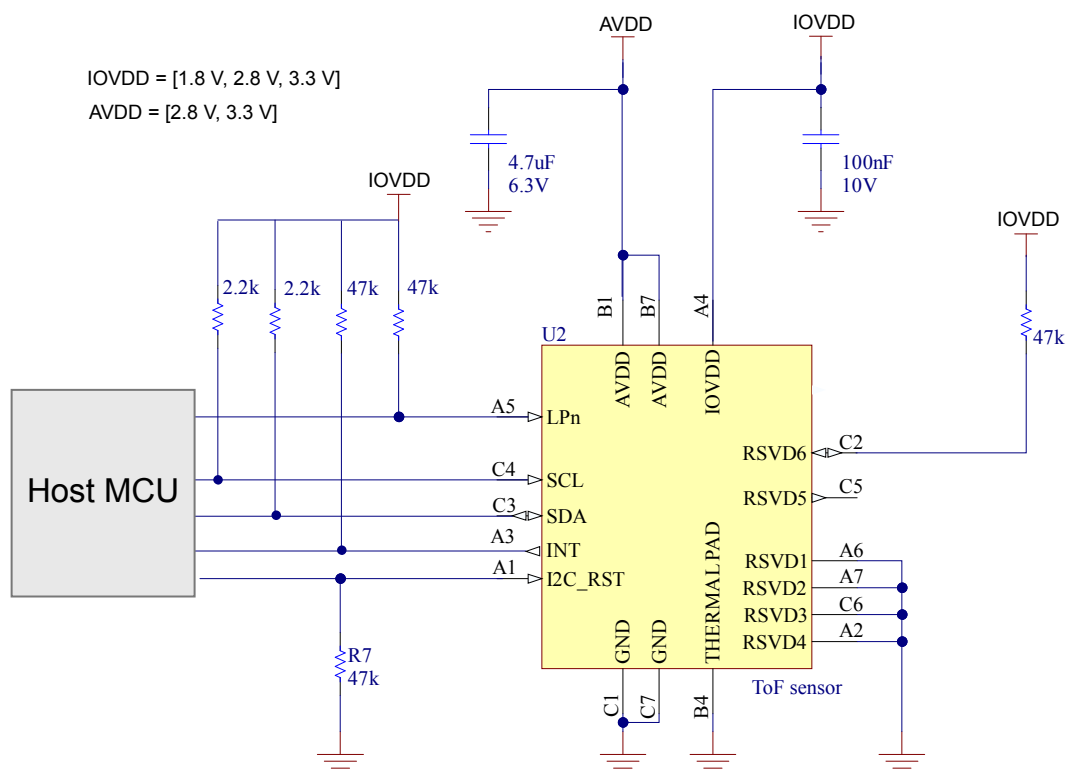 AVDD
IOVDD
IOVDD = [1.8 V, 2.8 V, 3.3 V]
AVDD = [2.8 V, 3.3 V]
4.7uF
6.3V
100nF
10V
IOVDD
IOVDD
2.2k
2.2k
47k
47k
47k
B1
B7
A4
U2
AVDD
AVDD
IOVDD
Host MCU
A5
LPn
C4
SCL
C3
SDA
A3
INT
A1
I2C_RST
RSVD6
C2
RSVD5
C5
RSVD1
A6
RSVD2
A7
RSVD3
C6
RSVD4
A2
GND
GND
THERMALPAD
C1
C7
B4
ToF sensor
R7
47k